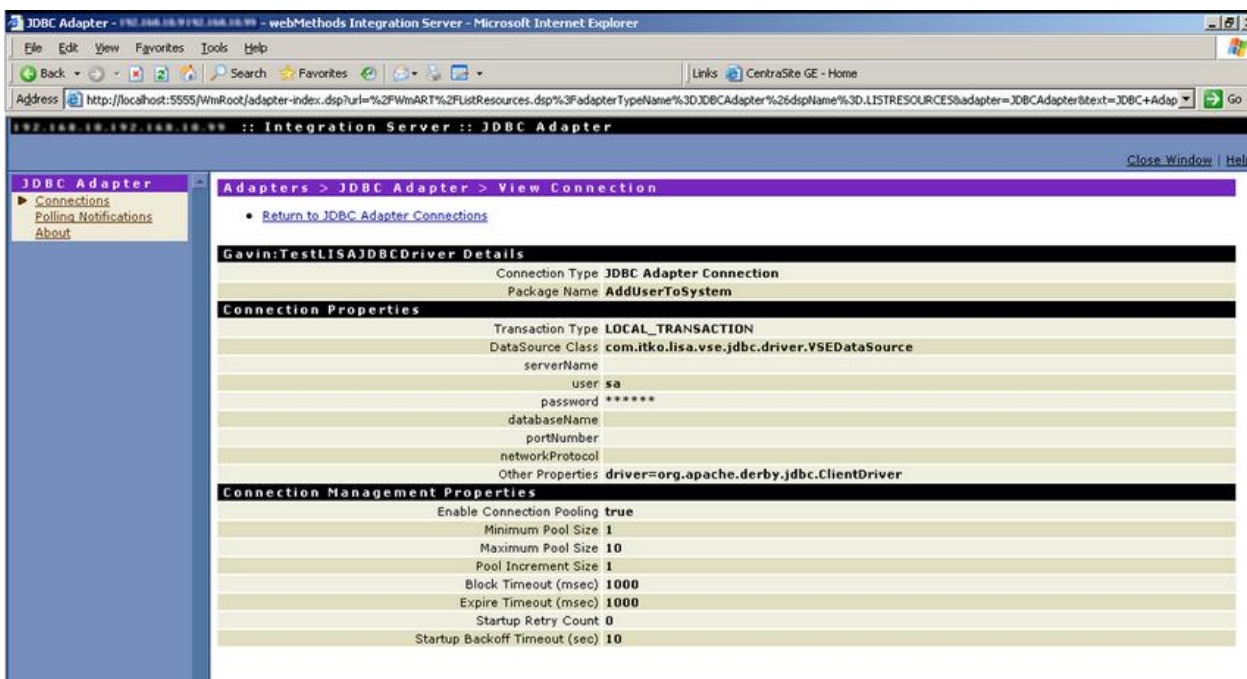 JDBC Adapter - - webMethods Integration Server - Microsoft Internet Explorer
File Edit View Favorites Tools Help
Back Search Favorites Links CentraSite GE - Home
Address http://localhost:5555/WmRoot/adapter-index.dsp?url=%2FWmART%2FListResources.dsp%3FadapterTypeName%3DJDBCAdapter%26dspName%3D.LISTRESOURCES&adapter=JDBCAdapter&text=JDBC+Adap Go
:: Integration Server :: JDBC Adapter
Close Window | Hel
JDBC Adapter
Connections
Polling Notifications
About
Adapters > JDBC Adapter > View Connection
Return to JDBC Adapter Connections
Gavin:TestLISAJDBCDriver Details
Connection Type JDBC Adapter Connection
Package Name AddUserToSystem
Connection Properties
Transaction Type LOCAL_TRANSACTION
DataSource Class com.itko.lisa.vse.jdbc.driver.VSEDataSource
serverName
user sa
password ******
databaseName
portNumber
networkProtocol
Other Properties driver=org.apache.derby.jdbc.ClientDriver
Connection Management Properties
Enable Connection Pooling true
Minimum Pool Size 1
Maximum Pool Size 10
Pool Increment Size 1
Block Timeout (msec) 1000
Expire Timeout (msec) 1000
Startup Retry Count 0
Startup Backoff Timeout (sec) 10